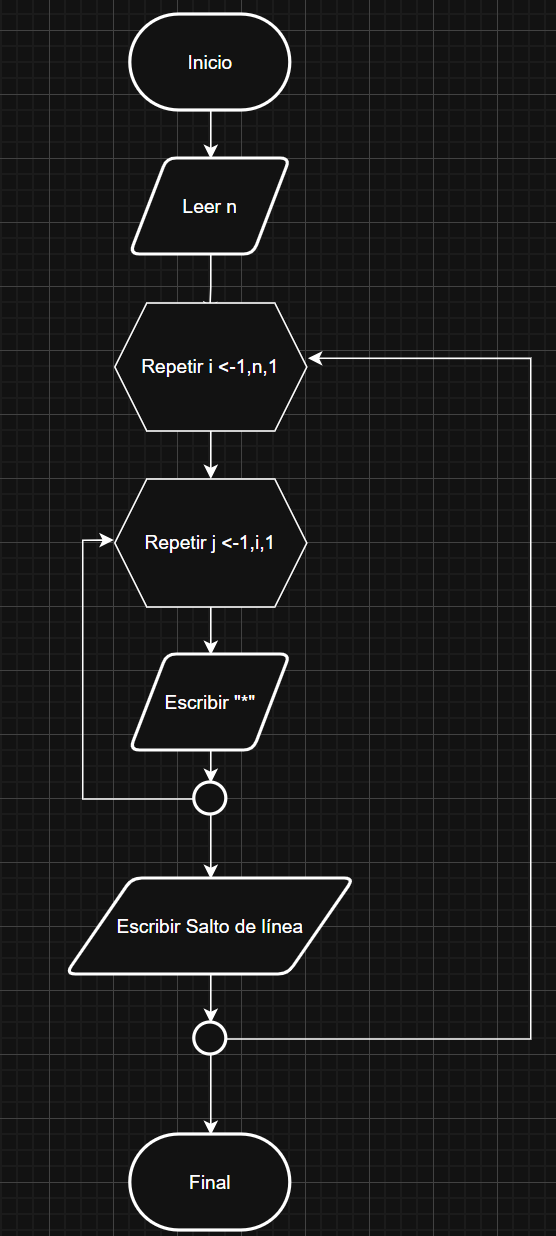 Inicio
Leer n
Repetir i <-1,n,1
Repetir j <-1,i,1
Escribir "*"
Escribir Salto de línea
Final